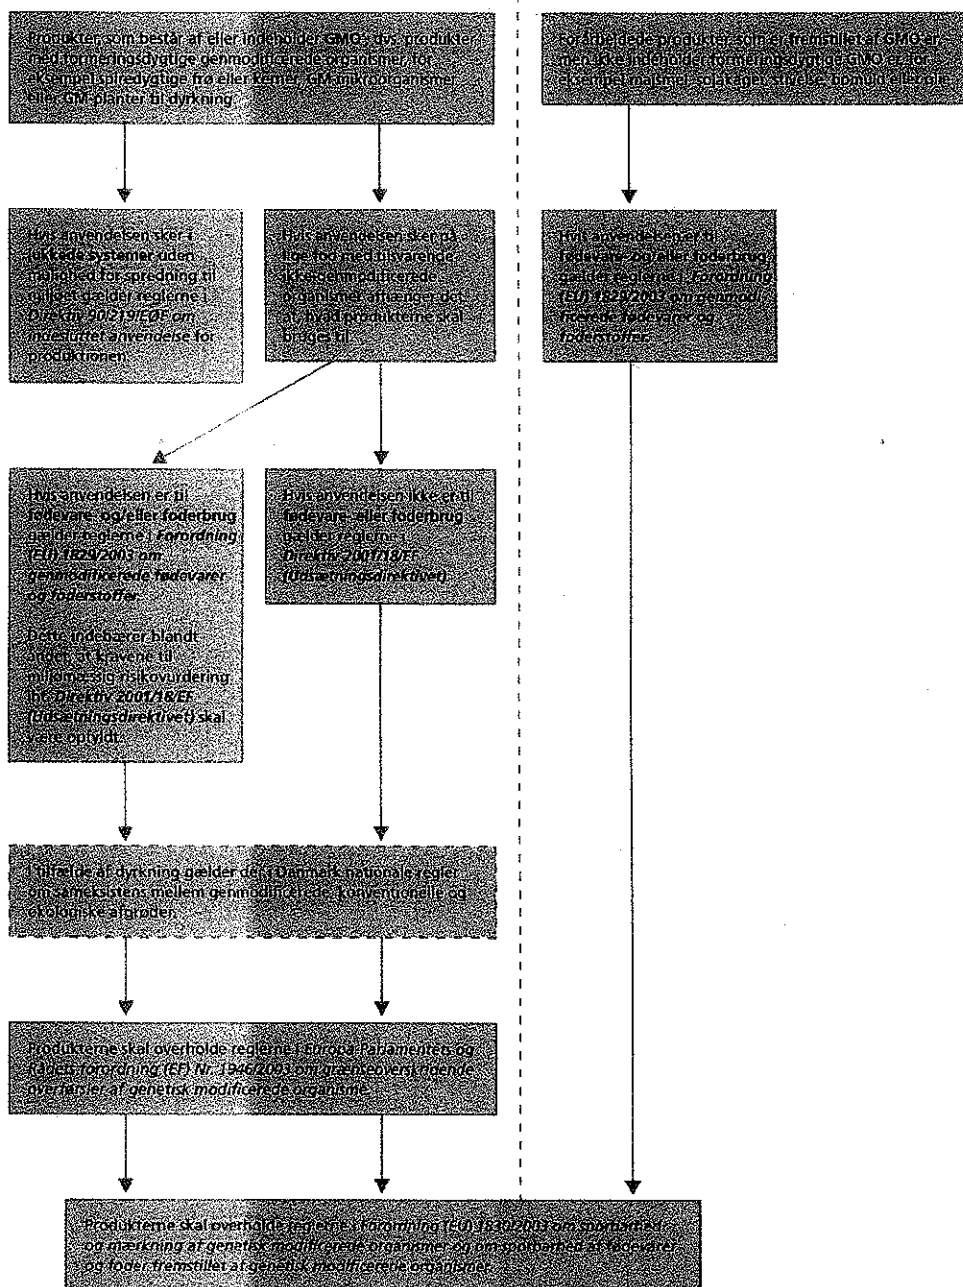 Produkter, som består af eller indeholder GMO - dvs. produkter
med formeringsdygtige genmodificerede organismer, for
eksempel spiredygtige frø eller kerner, GM-mikroorganismer
eller GM-planter til dyrkning.
Forarbejdede produkter, som er fremstillet af GMO'er,
men ikke indeholder formeringsdygtige GMO'er, for
eksempel majsmel, sojakager, stivelse, bomuld eller olie.
Hvis anvendelsen sker i
lukkede systemer uden
mulighed for spredning til
miljøet gælder reglerne i
Direktiv 90/219/EØF om
indesluttet anvendelse for
produktionen.
Hvis anvendelsen sker på
lige fod med tilsvarende
ikke-genmodificerede
organismer afhænger det
af, hvad produkterne skal
bruges til.
Hvis anvendelsen er til
fødevare- og/eller foderbrug
gælder reglerne i Forordning
(EU) 1829/2003 om genmodi-
ficerede fødevarer og
foderstoffer.
Hvis anvendelsen er til
fødevare- og/eller foderbrug
gælder reglerne i Forordning
(EU) 1829/2003 om
genmodificerede fødevarer
og foderstoffer.
Dette indebærer blandt
andet, at kravene til
miljømæssig risikovurdering
iht. Direktiv 2001/18/EF
(Udsætningsdirektivet) skal
være opfyldt.
Hvis anvendelsen ikke er til
fødevare- eller foderbrug
gælder reglerne i
Direktiv 2001/18/EF
(Udsætningsdirektivet)
I tilfælde af dyrkning gælder der i Danmark nationale regler
om sameksistens mellem genmodificerede, konventionelle og
økologiske afgrøder.
Produkterne skal overholde reglerne i Europa-Parlamentets og
Rådets forordning (EF) Nr. 1946/2003 om grænseoverskridende
overførsler af genetisk modificerede organisme.
Produkterne skal overholde reglerne i Forordning (EU) 1830/2003 om sporbarhed
og mærkning af genetisk modificerede organismer og om sporbarhed af fødevarer
og foder fremstillet af genetisk modificerede organismer.